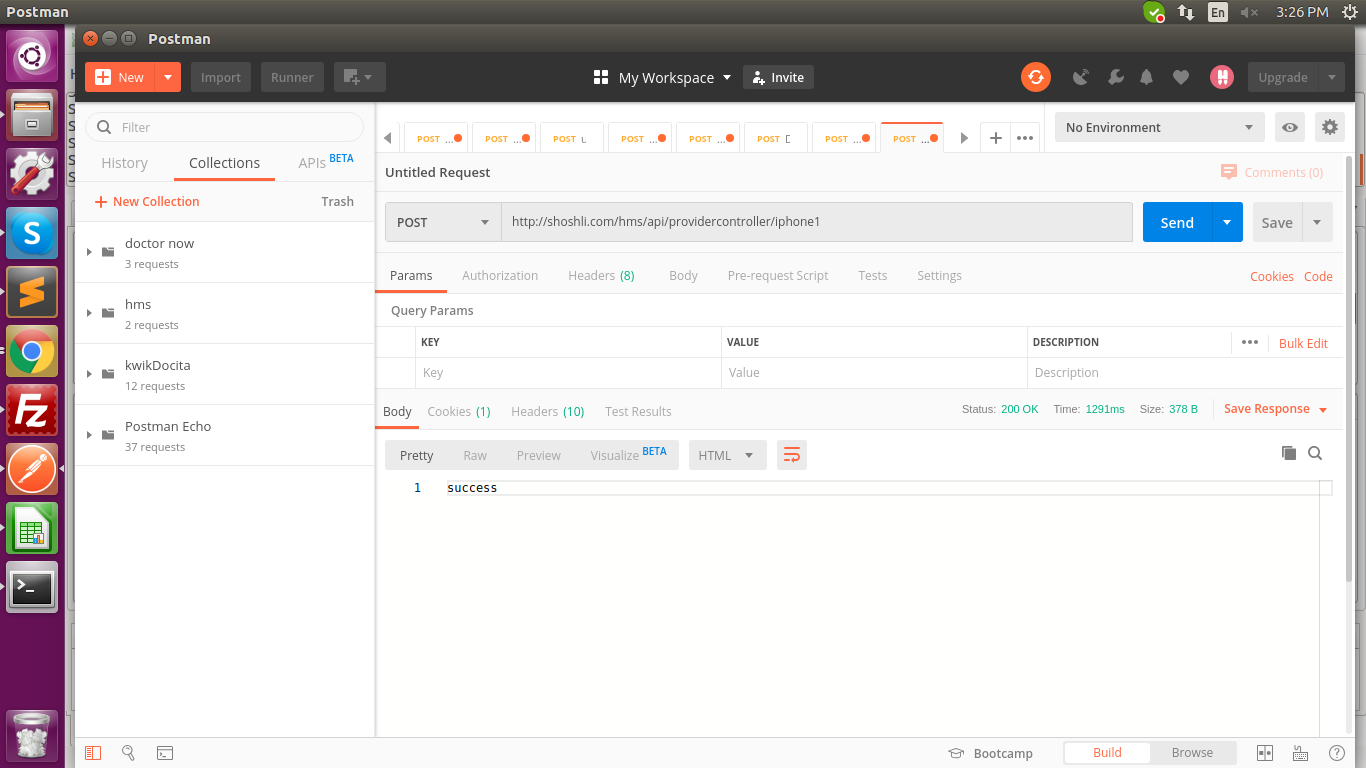 Postman
En
3:26 PM
Postman
New
Import
Runner
My Workspace
Invite
Upgrade
Filter
History
Collections
APIs BETA
New Collection
Trash
doctor now
3 requests
hms
2 requests
kwikDocita
12 requests
Postman Echo
37 requests
POST ...
POST ...
POST
POST ...
POST ...
POST
POST ...
POST ...
No Environment
Untitled Request
Comments (0)
POST
http://shoshli.com/hms/api/providercontroller/iphone1
Send
Save
Params
Authorization
Headers (8)
Body
Pre-request Script
Tests
Settings
Cookies
Code
Query Params
KEY
VALUE
DESCRIPTION
Bulk Edit
Key
Value
Description
Body
Cookies (1)
Headers (10)
Test Results
Status: 200 OK
Time: 1291ms
Size: 378 B
Save Response
Pretty
Raw
Preview
Visualize BETA
HTML
1
success
Bootcamp
Build
Browse